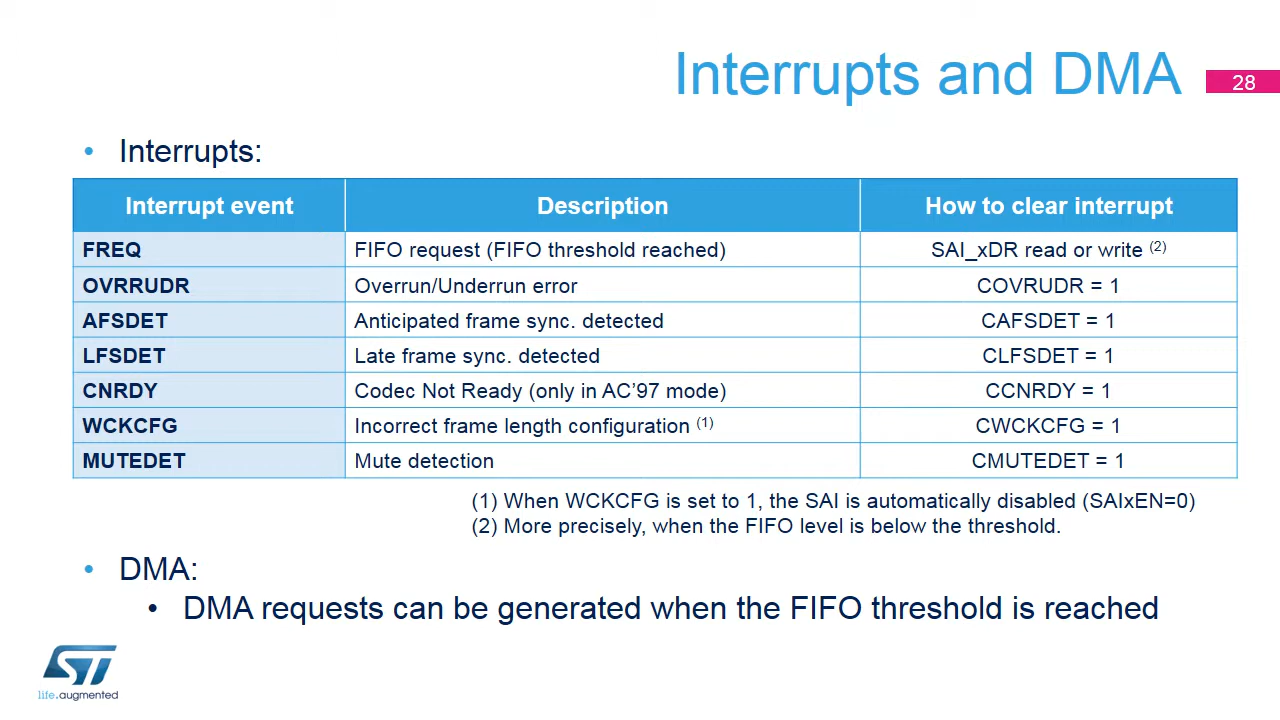 Interrupts and DMA
28
• Interrupts:
Interrupt event Description How to clear interrupt
FREQ FIFO request (FIFO threshold reached) SAI_xDR read or write (2)
OVRRUDR Overrun/Underrun error COVRUDR = 1
AFSDET Anticipated frame sync. detected CAFSDET = 1
LFSDET Late frame sync. detected CLFSDET = 1
CNRDY Codec Not Ready (only in AC’97 mode) CCNRDY = 1
WCKCFG Incorrect frame length configuration (1) CWCKCFG = 1
MUTEDET Mute detection CMUTEDET = 1
(1) When WCKCFG is set to 1, the SAI is automatically disabled (SAIxEN=0)
(2) More precisely, when the FIFO level is below the threshold.
• DMA:
• DMA requests can be generated when the FIFO threshold is reached
ST
life.augmented